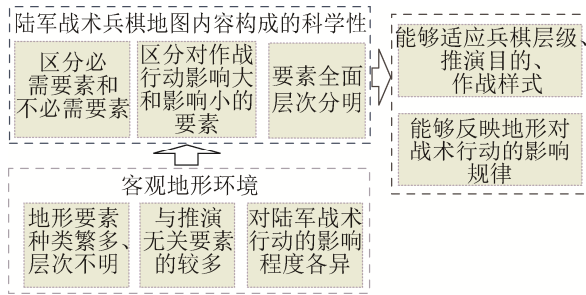 陆军战术兵棋地图内容构成的科学性
区分必
需要素和
不必需要素
区分对作战
行动影响大
和影响小的
要素
要素全面
层次分明
能够适应兵棋层级、
推演目的、
作战样式
能够反映地形对
战术行动的影响
规律
客观地形环境
地形要素
种类繁多、
层次不明
与推演
无关要素
的较多
对陆军战术
行动的影响
程度各异